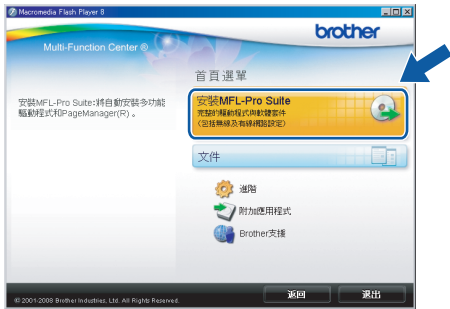 Macromedia Flash Player 8
brother
Multi-Function Center ®
首頁選單
安裝MFL-Pro Suite:將自動安裝多功能
驅動程式和PageManager(R) 。
安裝MFL-Pro Suite
完整的驅動程式與軟體套件
(包括無線及有線網路設定)
文件
進階
附加應用程式
Brother支援
返回
退出
© 2001-2008 Brother Industries, Ltd. All Rights Reserved.